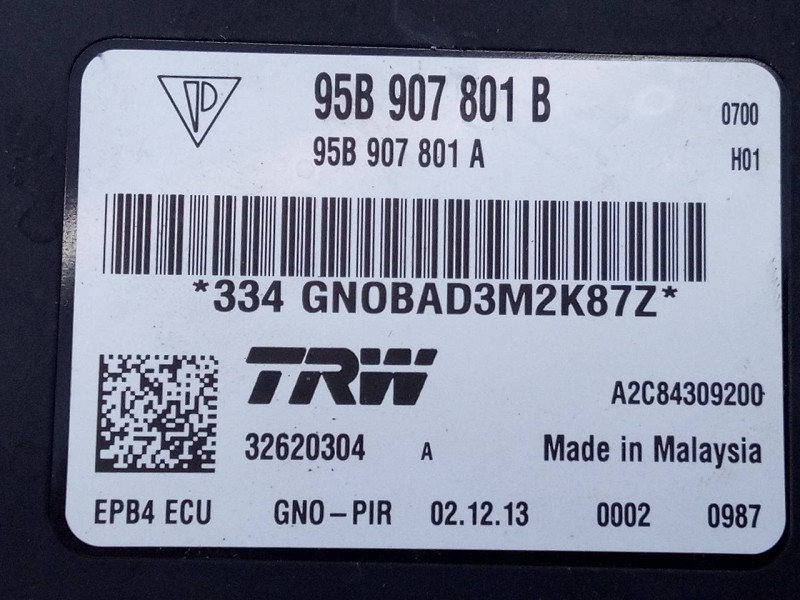 95B 907 801 B
0700
95B 907 801 A
H01
*334 GNOBAD3M2K87Z*
TRW
A2C84309200
32620304 A
Made in Malaysia
EPB4 ECU GNO-PIR 02.12.13 0002 0987